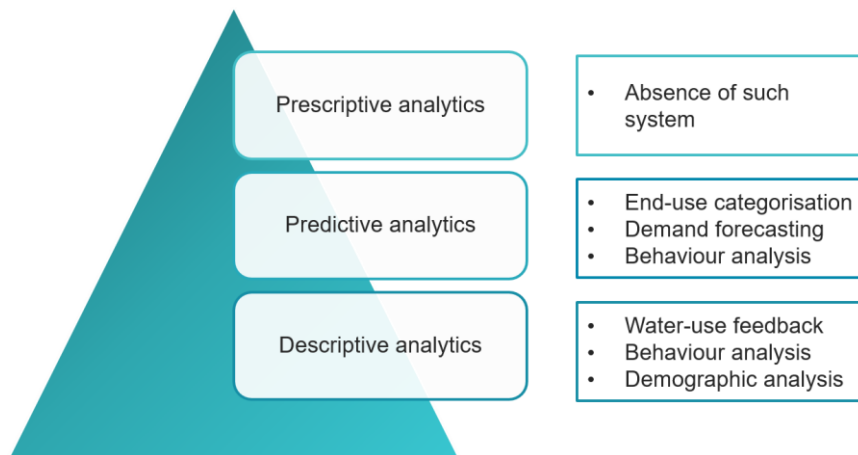 Prescriptive analytics
• Absence of such
system
Predictive analytics
• End-use categorisation
• Demand forecasting
• Behaviour analysis
Descriptive analytics
• Water-use feedback
• Behaviour analysis
• Demographic analysis